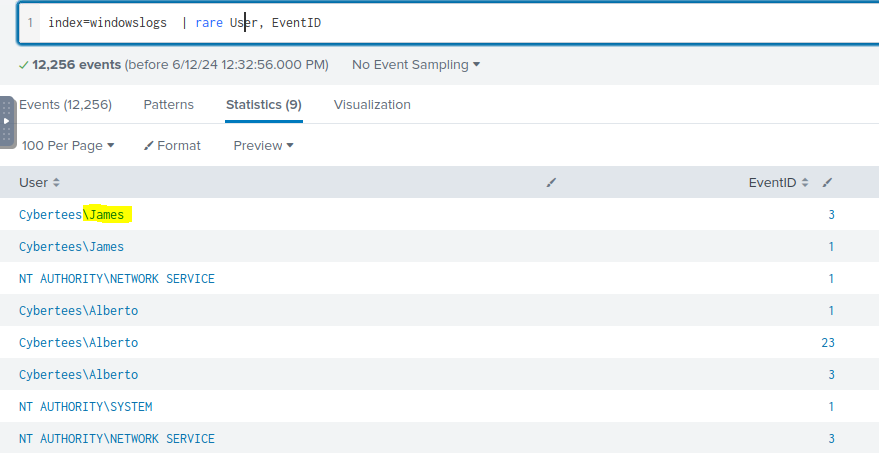 1 index=windowslogs | rare User, EventID
12,256 events (before 6/12/24 12:32:56.000 PM) No Event Sampling
Events (12,256) Patterns Statistics (9) Visualization
100 Per Page Format Preview
User EventID
Cybertees\James 3
Cybertees\James 1
NT AUTHORITY\NETWORK SERVICE 1
Cybertees\Alberto 1
Cybertees\Alberto 23
Cybertees\Alberto 3
NT AUTHORITY\SYSTEM 1
NT AUTHORITY\NETWORK SERVICE 3